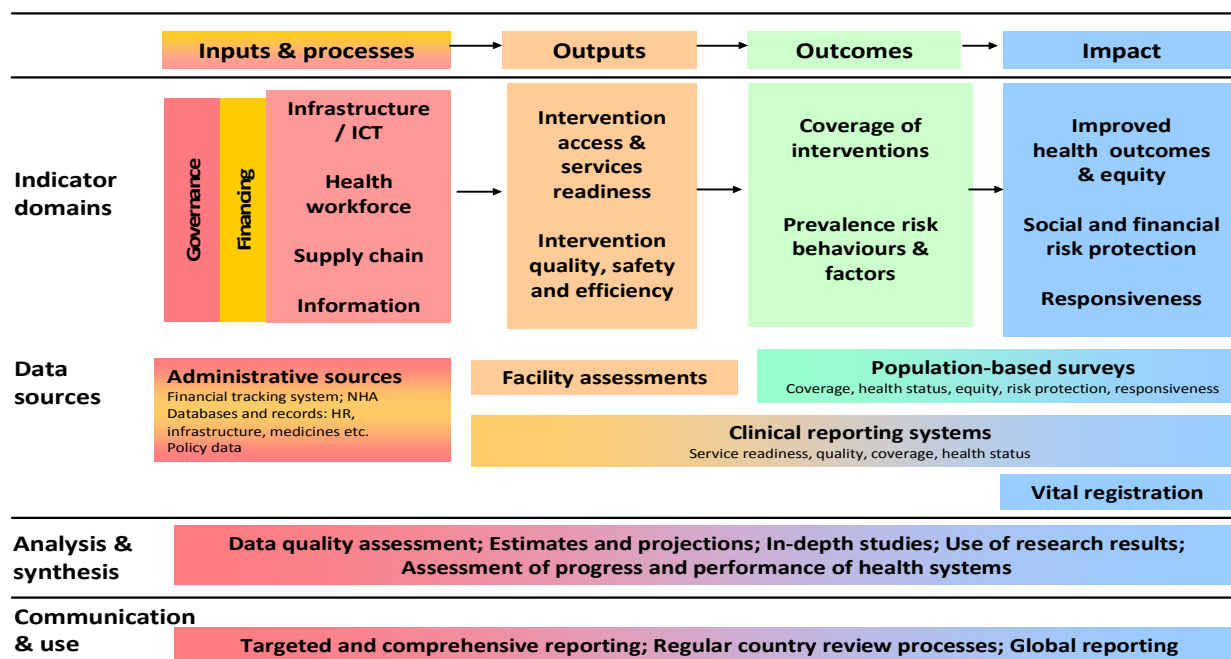 Inputs & processes
Outputs
Outcomes
Impact
Indicator
domains
Governance
Financing
Infrastructure
/ ICT
Health
workforce
Supply chain
Information
Intervention
access &
services
readiness
Intervention
quality, safety
and efficiency
Coverage of
interventions
Prevalence risk
behaviours &
factors
Improved
health outcomes
& equity
Social and financial
risk protection
Responsiveness
Data
sources
Administrative sources
Financial tracking system; NHA
Databases and records: HR,
infrastructure, medicines etc.
Policy data
Facility assessments
Population-based surveys
Coverage, health status, equity, risk protection, responsiveness
Clinical reporting systems
Service readiness, quality, coverage, health status
Vital registration
Analysis &
synthesis
Data quality assessment; Estimates and projections; In-depth studies; Use of research results;
Assessment of progress and performance of health systems
Communication
& use
Targeted and comprehensive reporting; Regular country review processes; Global reporting